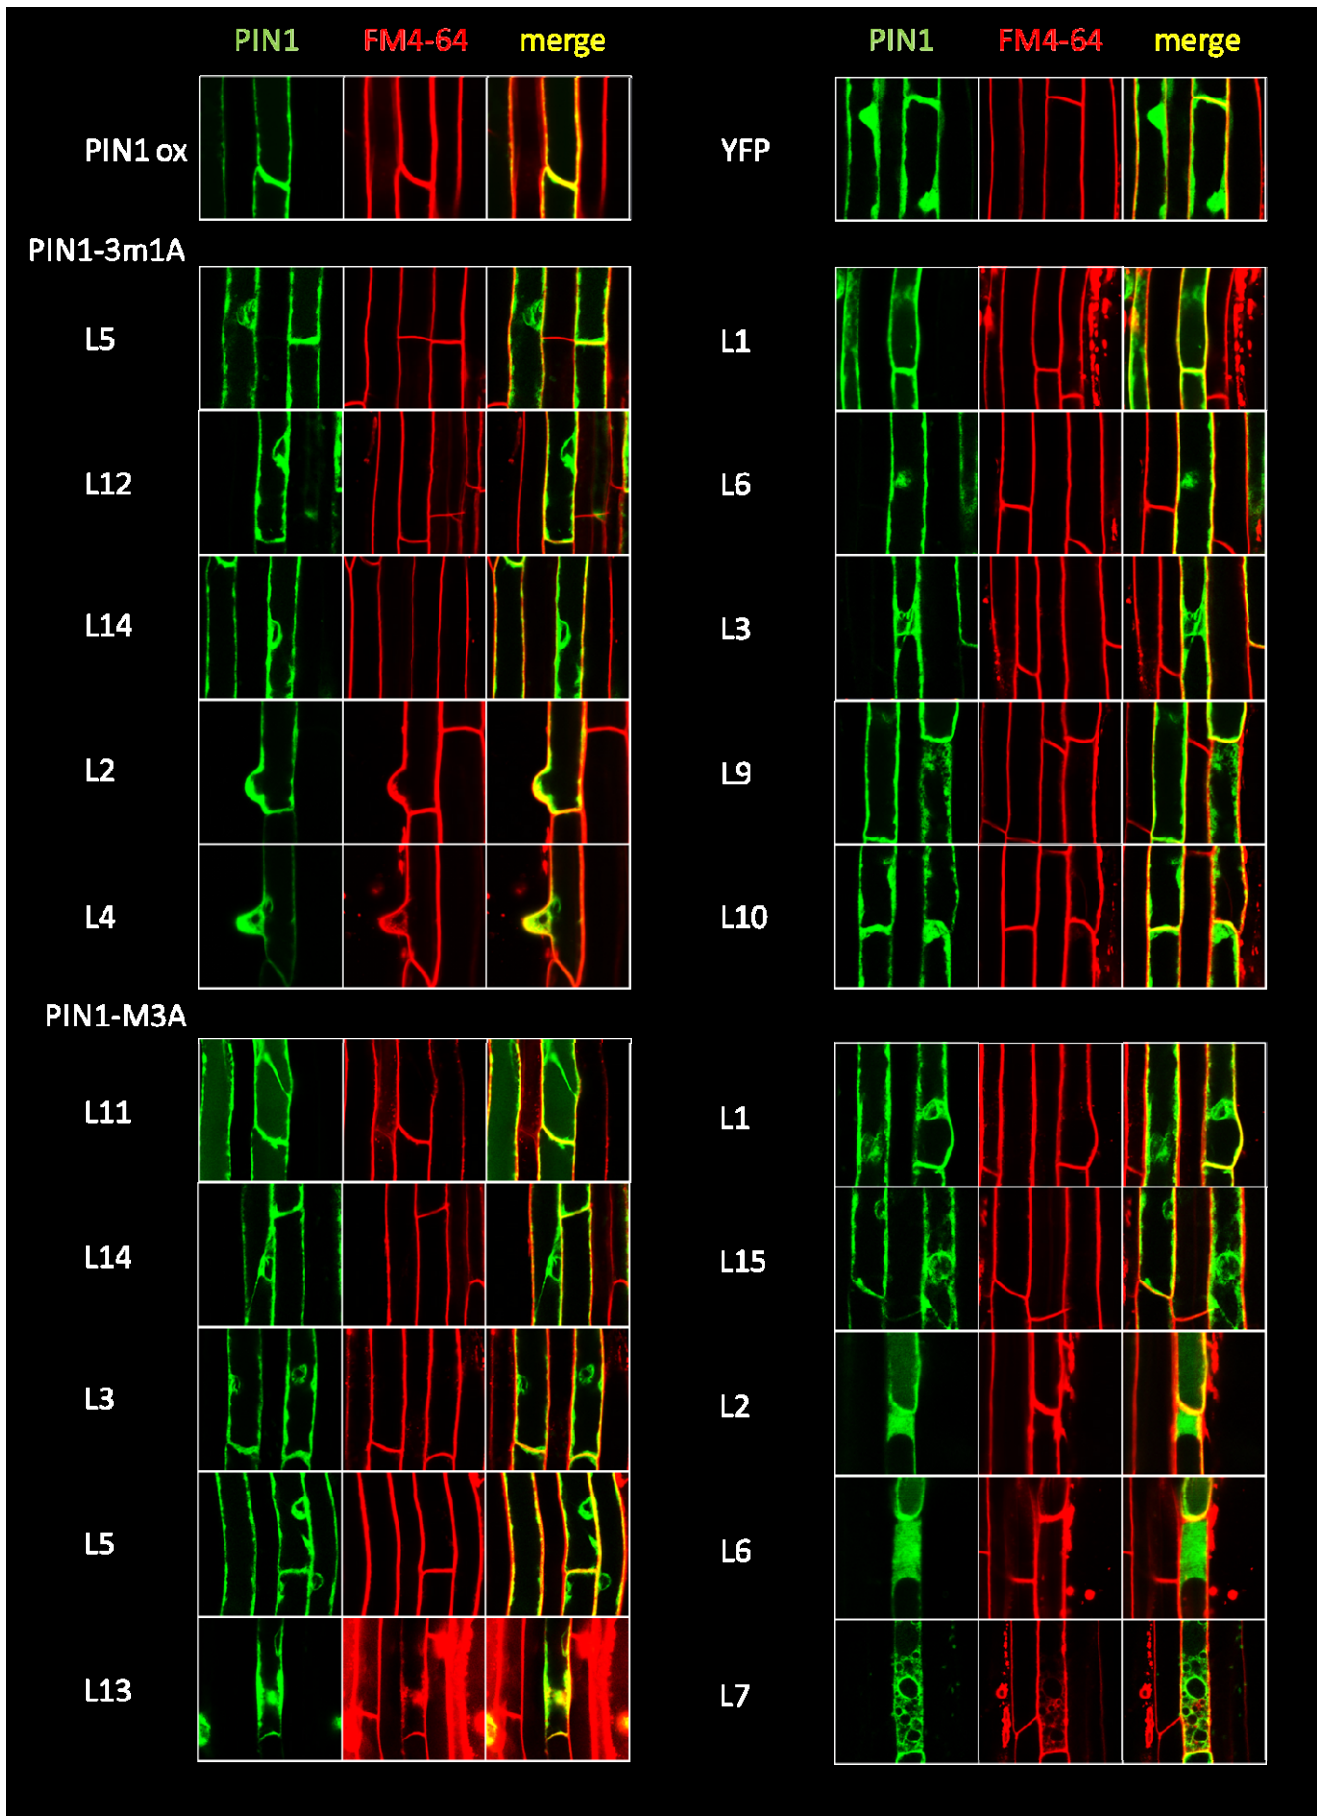 PIN1 FM4-64 merge PIN1 FM4-64 merge
PIN1 ox YFP
PIN1-3m1A
L5 L1
L12 L6
L14 L3
L2 L9
L4 L10
PIN1-M3A
L11 L1
L14 L15
L3 L2
L5 L6
L13 L7